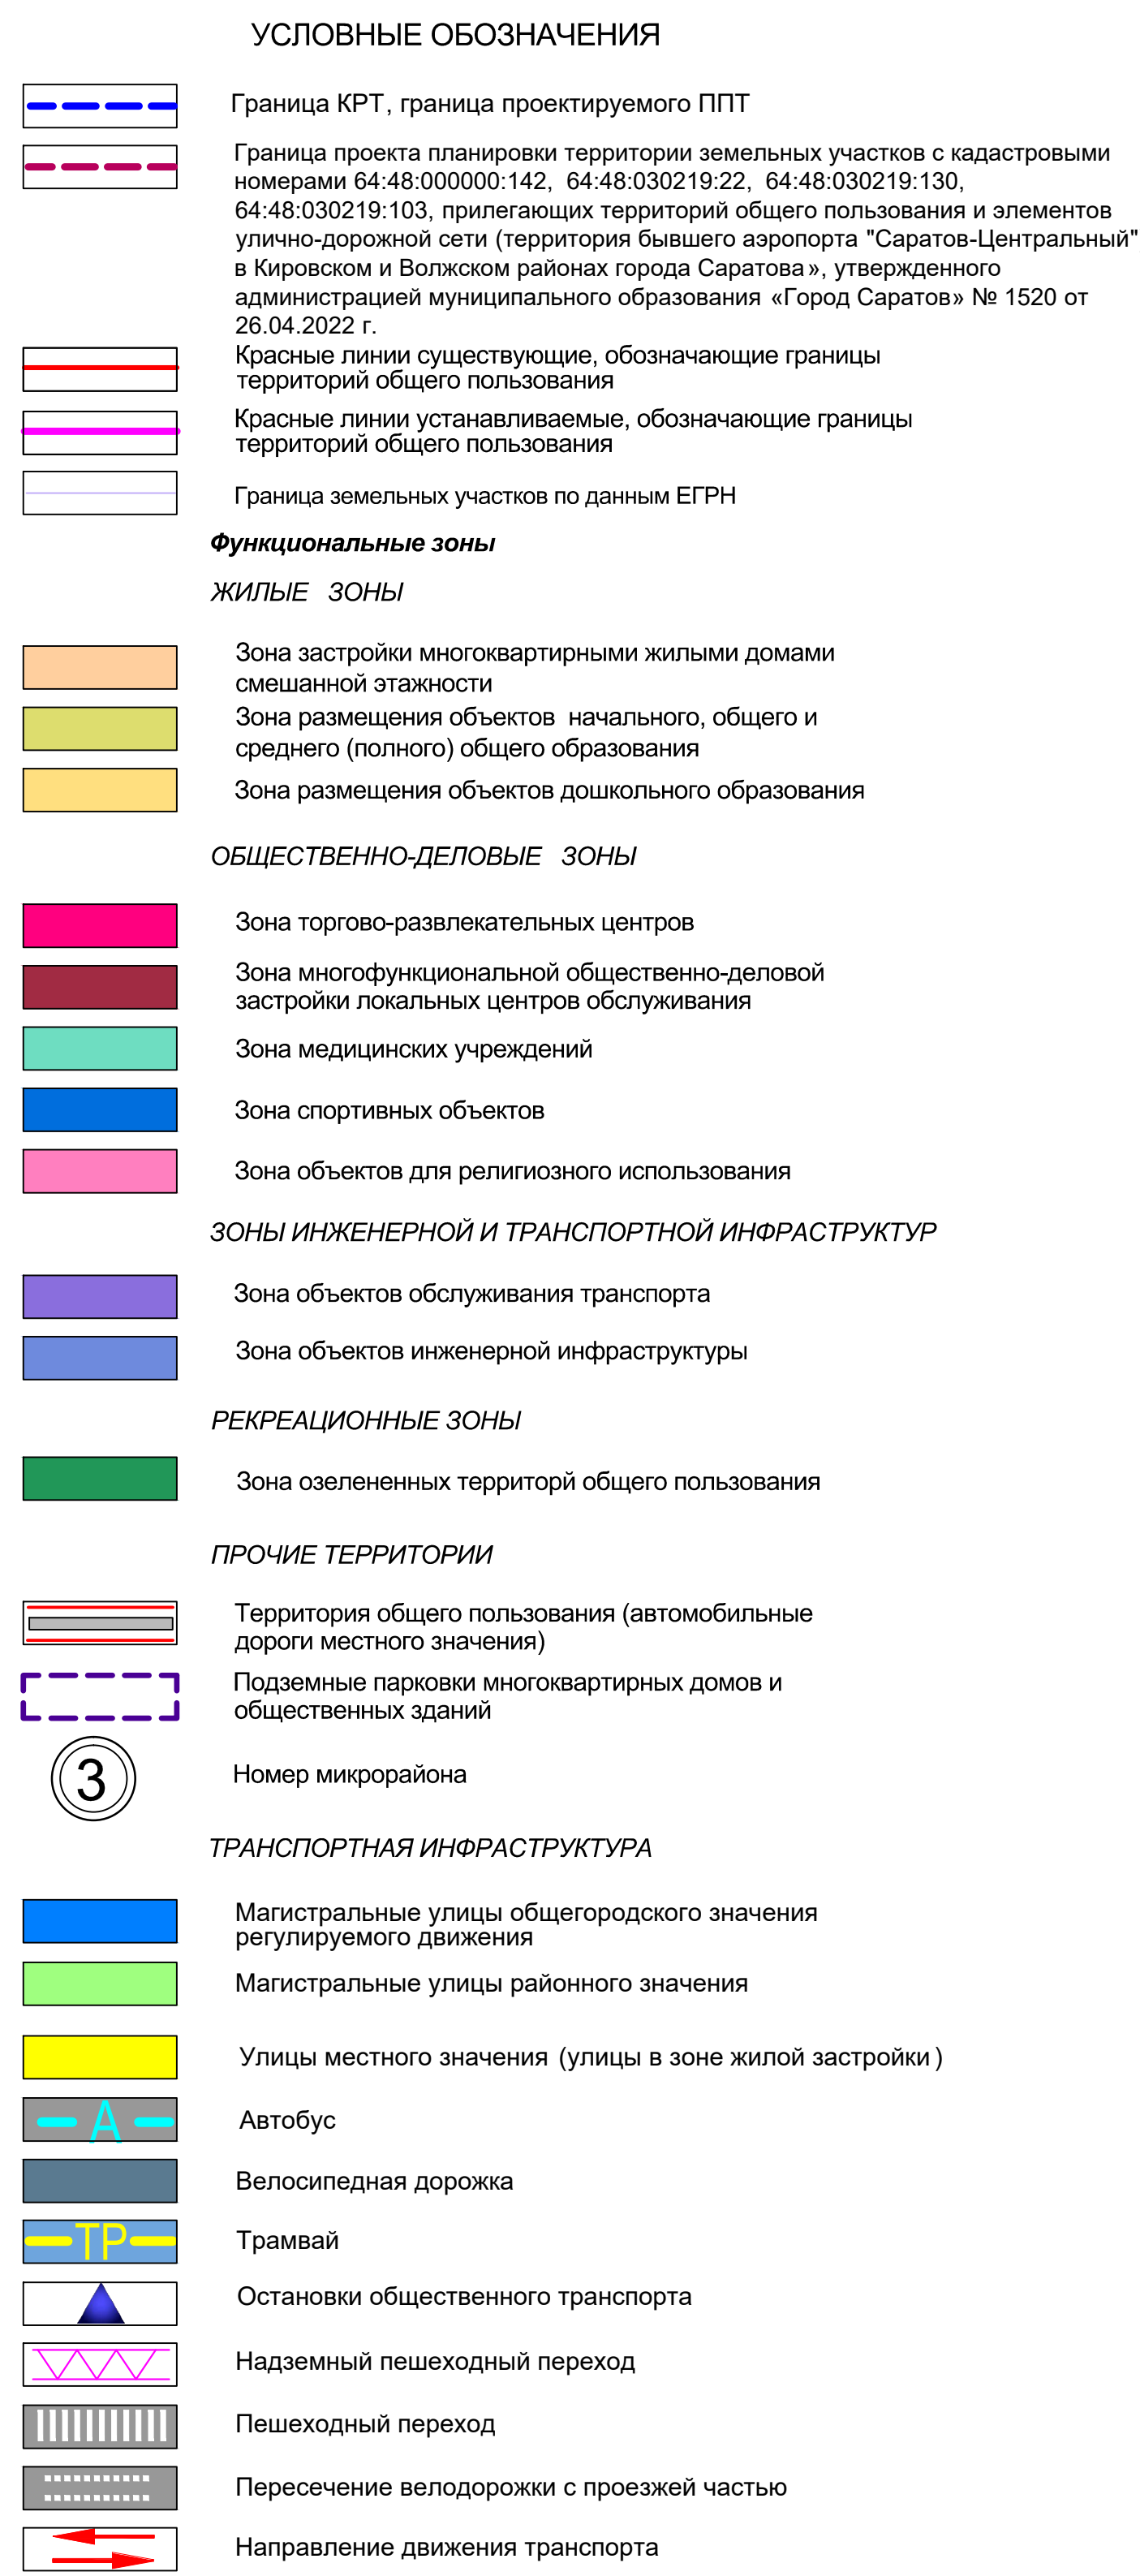 УСЛОВНЫЕ ОБОЗНАЧЕНИЯ
Граница КРТ, граница проектируемого ППТ
Граница проекта планировки территории земельных участков с кадастровыми
номерами 64:48:000000:142, 64:48:030219:22, 64:48:030219:130,
64:48:030219:103, прилегающих территорий общего пользования и элементов
улично-дорожной сети (территория бывшего аэропорта "Саратов-Центральный"
в Кировском и Волжском районах города Саратова», утвержденного
администрацией муниципального образования «Город Саратов» № 1520 от
26.04.2022 г.
Красные линии существующие, обозначающие границы
территорий общего пользования
Красные линии устанавливаемые, обозначающие границы
территорий общего пользования
Граница земельных участков по данным ЕГРН
Функциональные зоны
ЖИЛЫЕ ЗОНЫ
Зона застройки многоквартирными жилыми домами
смешанной этажности
Зона размещения объектов начального, общего и
среднего (полного) общего образования
Зона размещения объектов дошкольного образования
ОБЩЕСТВЕННО-ДЕЛОВЫЕ ЗОНЫ
Зона торгово-развлекательных центров
Зона многофункциональной общественно-деловой
застройки локальных центров обслуживания
Зона медицинских учреждений
Зона спортивных объектов
Зона объектов для религиозного использования
ЗОНЫ ИНЖЕНЕРНОЙ И ТРАНСПОРТНОЙ ИНФРАСТРУКТУР
Зона объектов обслуживания транспорта
Зона объектов инженерной инфраструктуры
РЕКРЕАЦИОННЫЕ ЗОНЫ
Зона озелененных территорй общего пользования
ПРОЧИЕ ТЕРРИТОРИИ
Территория общего пользования (автомобильные
дороги местного значения)
Подземные парковки многоквартирных домов и
общественных зданий
3
Номер микрорайона
ТРАНСПОРТНАЯ ИНФРАСТРУКТУРА
Магистральные улицы общегородского значения
регулируемого движения
Магистральные улицы районного значения
Улицы местного значения (улицы в зоне жилой застройки)
А
Автобус
Велосипедная дорожка
ТР
Трамвай
Остановки общественного транспорта
Надземный пешеходный переход
Пешеходный переход
Пересечение велодорожки с проезжей частью
Направление движения транспорта